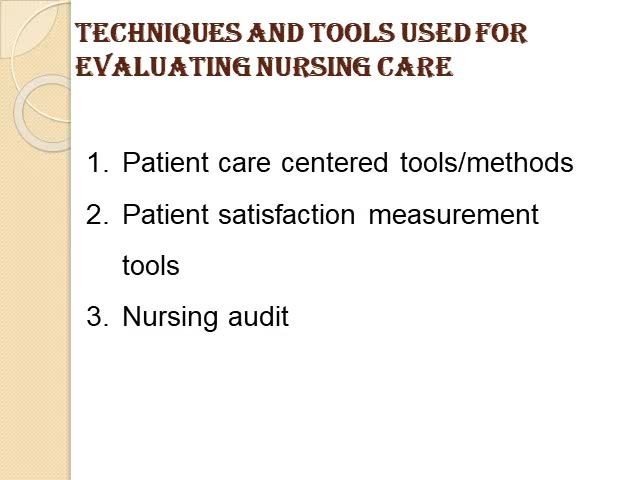 TECHNIQUES AND TOOLS USED FOR
EVALUATING NURSING CARE
1. Patient care centered tools/methods
2. Patient satisfaction measurement
tools
3. Nursing audit